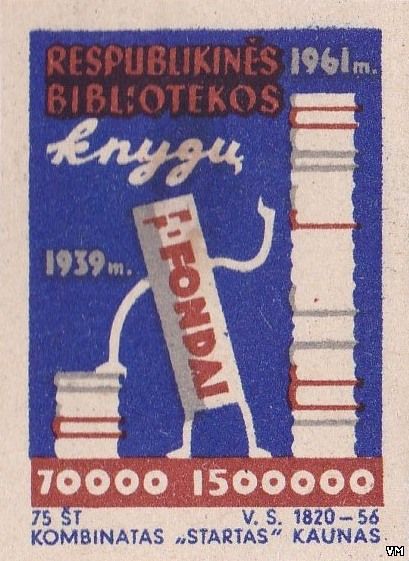 RESPUBLIKINĖS 1961 m.
BIBLIOTEKOS
knygų
1939 m.
FONDAI
70000 1500000
75 ŠT V. S. 1820–56
KOMBINATAS „STARTAS" KAUNAS
VM